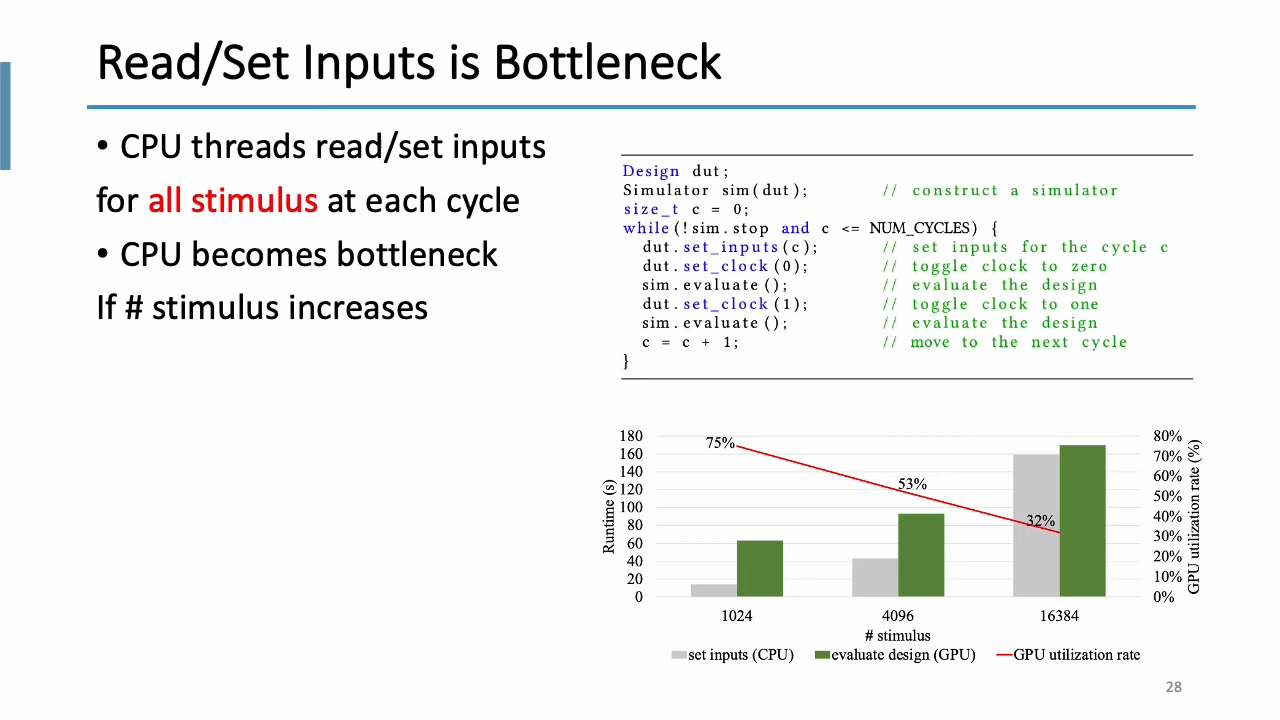 Read/Set Inputs is Bottleneck
• CPU threads read/set inputs
for all stimulus at each cycle
• CPU becomes bottleneck
If # stimulus increases
Design dut;
Simulator sim(dut); // construct a simulator
size_t c = 0;
while(!sim.stop and c <= NUM_CYCLES) {
dut.set_inputs(c); // set inputs for the cycle c
dut.set_clock(0); // toggle clock to zero
sim.evaluate(); // evaluate the design
dut.set_clock(1); // toggle clock to one
sim.evaluate(); // evaluate the design
c = c + 1; // move to the next cycle
}
Runtime (s)
180
160
140
120
100
80
60
40
20
0
75%
53%
32%
80%
70%
60%
50%
40%
30%
20%
10%
0%
GPU utilization rate (%)
1024 4096 16384
# stimulus
set inputs (CPU) evaluate design (GPU) GPU utilization rate
28